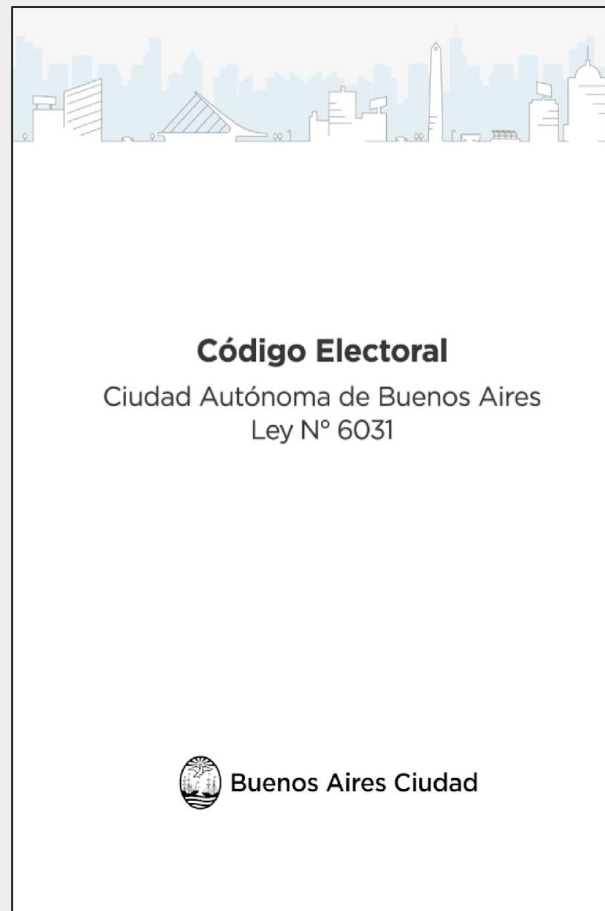 Código Electoral
Ciudad Autónoma de Buenos Aires
Ley N° 6031
Buenos Aires Ciudad